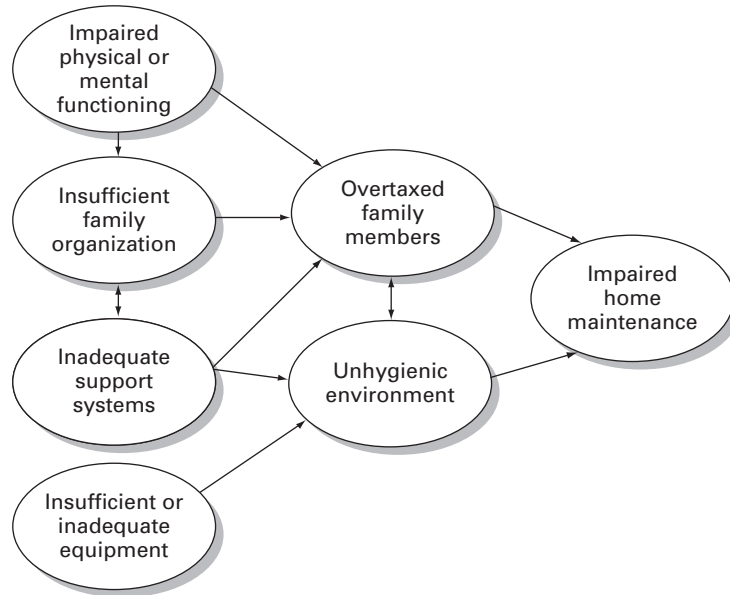 Impaired
physical or
mental
functioning
Insufficient
family
organization
Inadequate
support
systems
Insufficient or
inadequate
equipment
Overtaxed
family
members
Unhygienic
environment
Impaired
home
maintenance